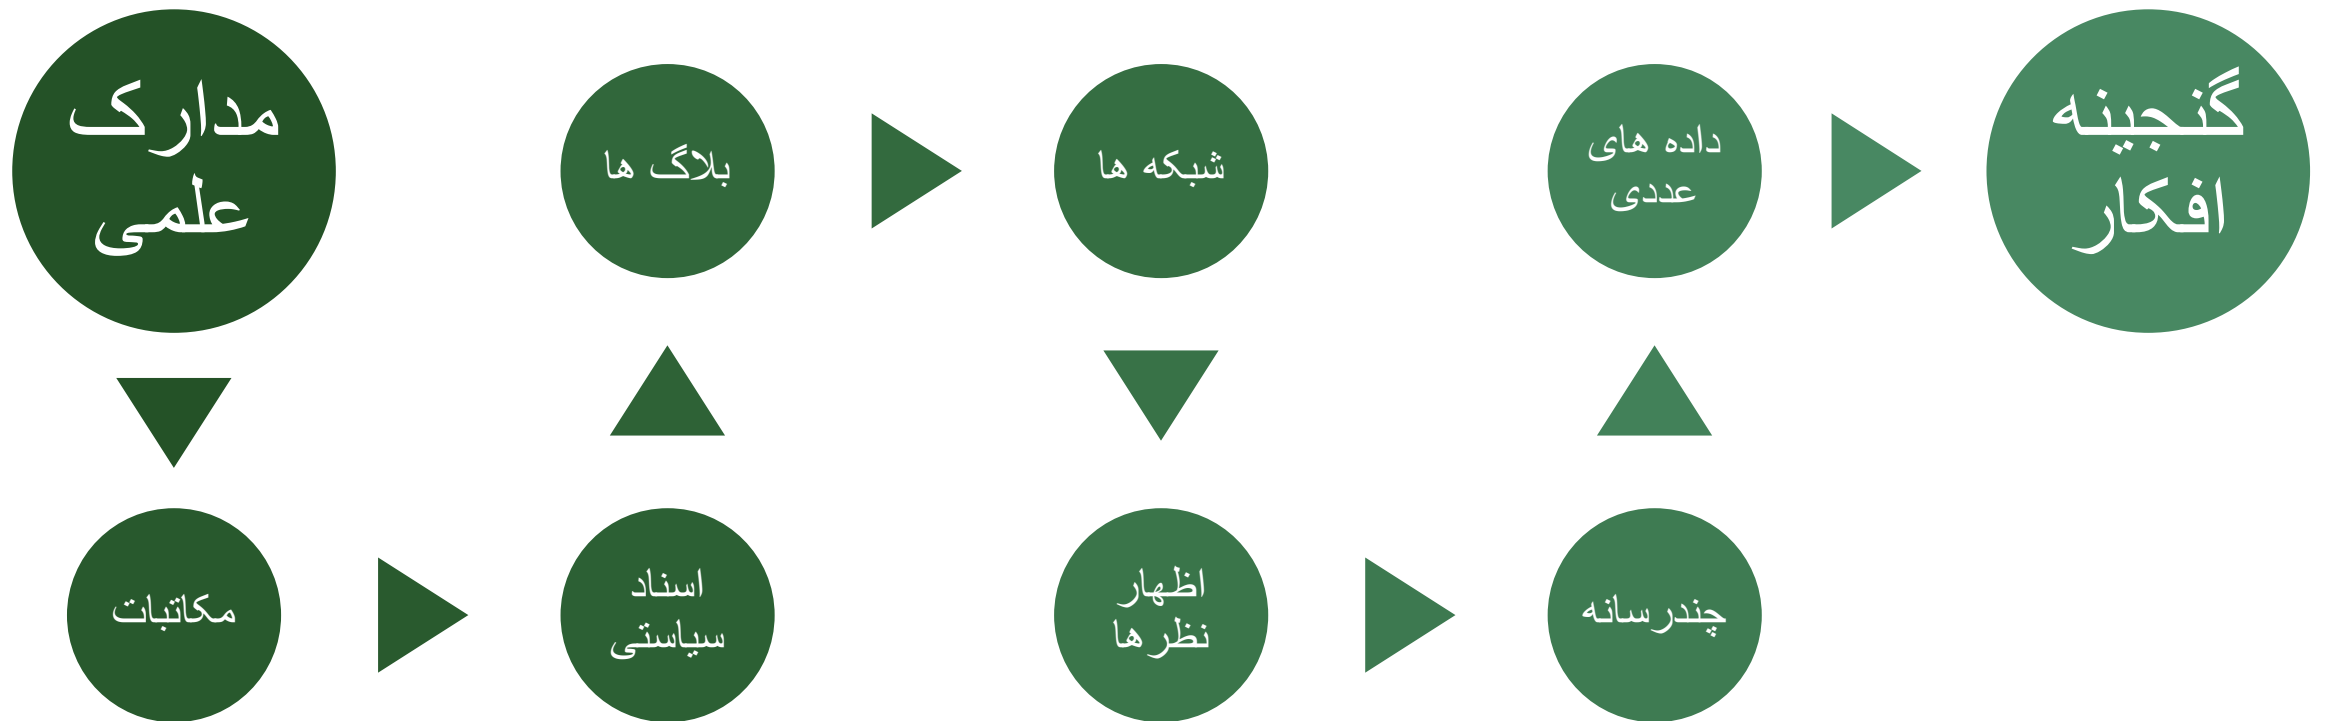 مدارک
علمی
مکاتبات
اسناد
سیاستی
بلاگ ها
شبکه ها
اظهار
نظرها
چندرسانه
داده های
عددی
گنجینه
افکار